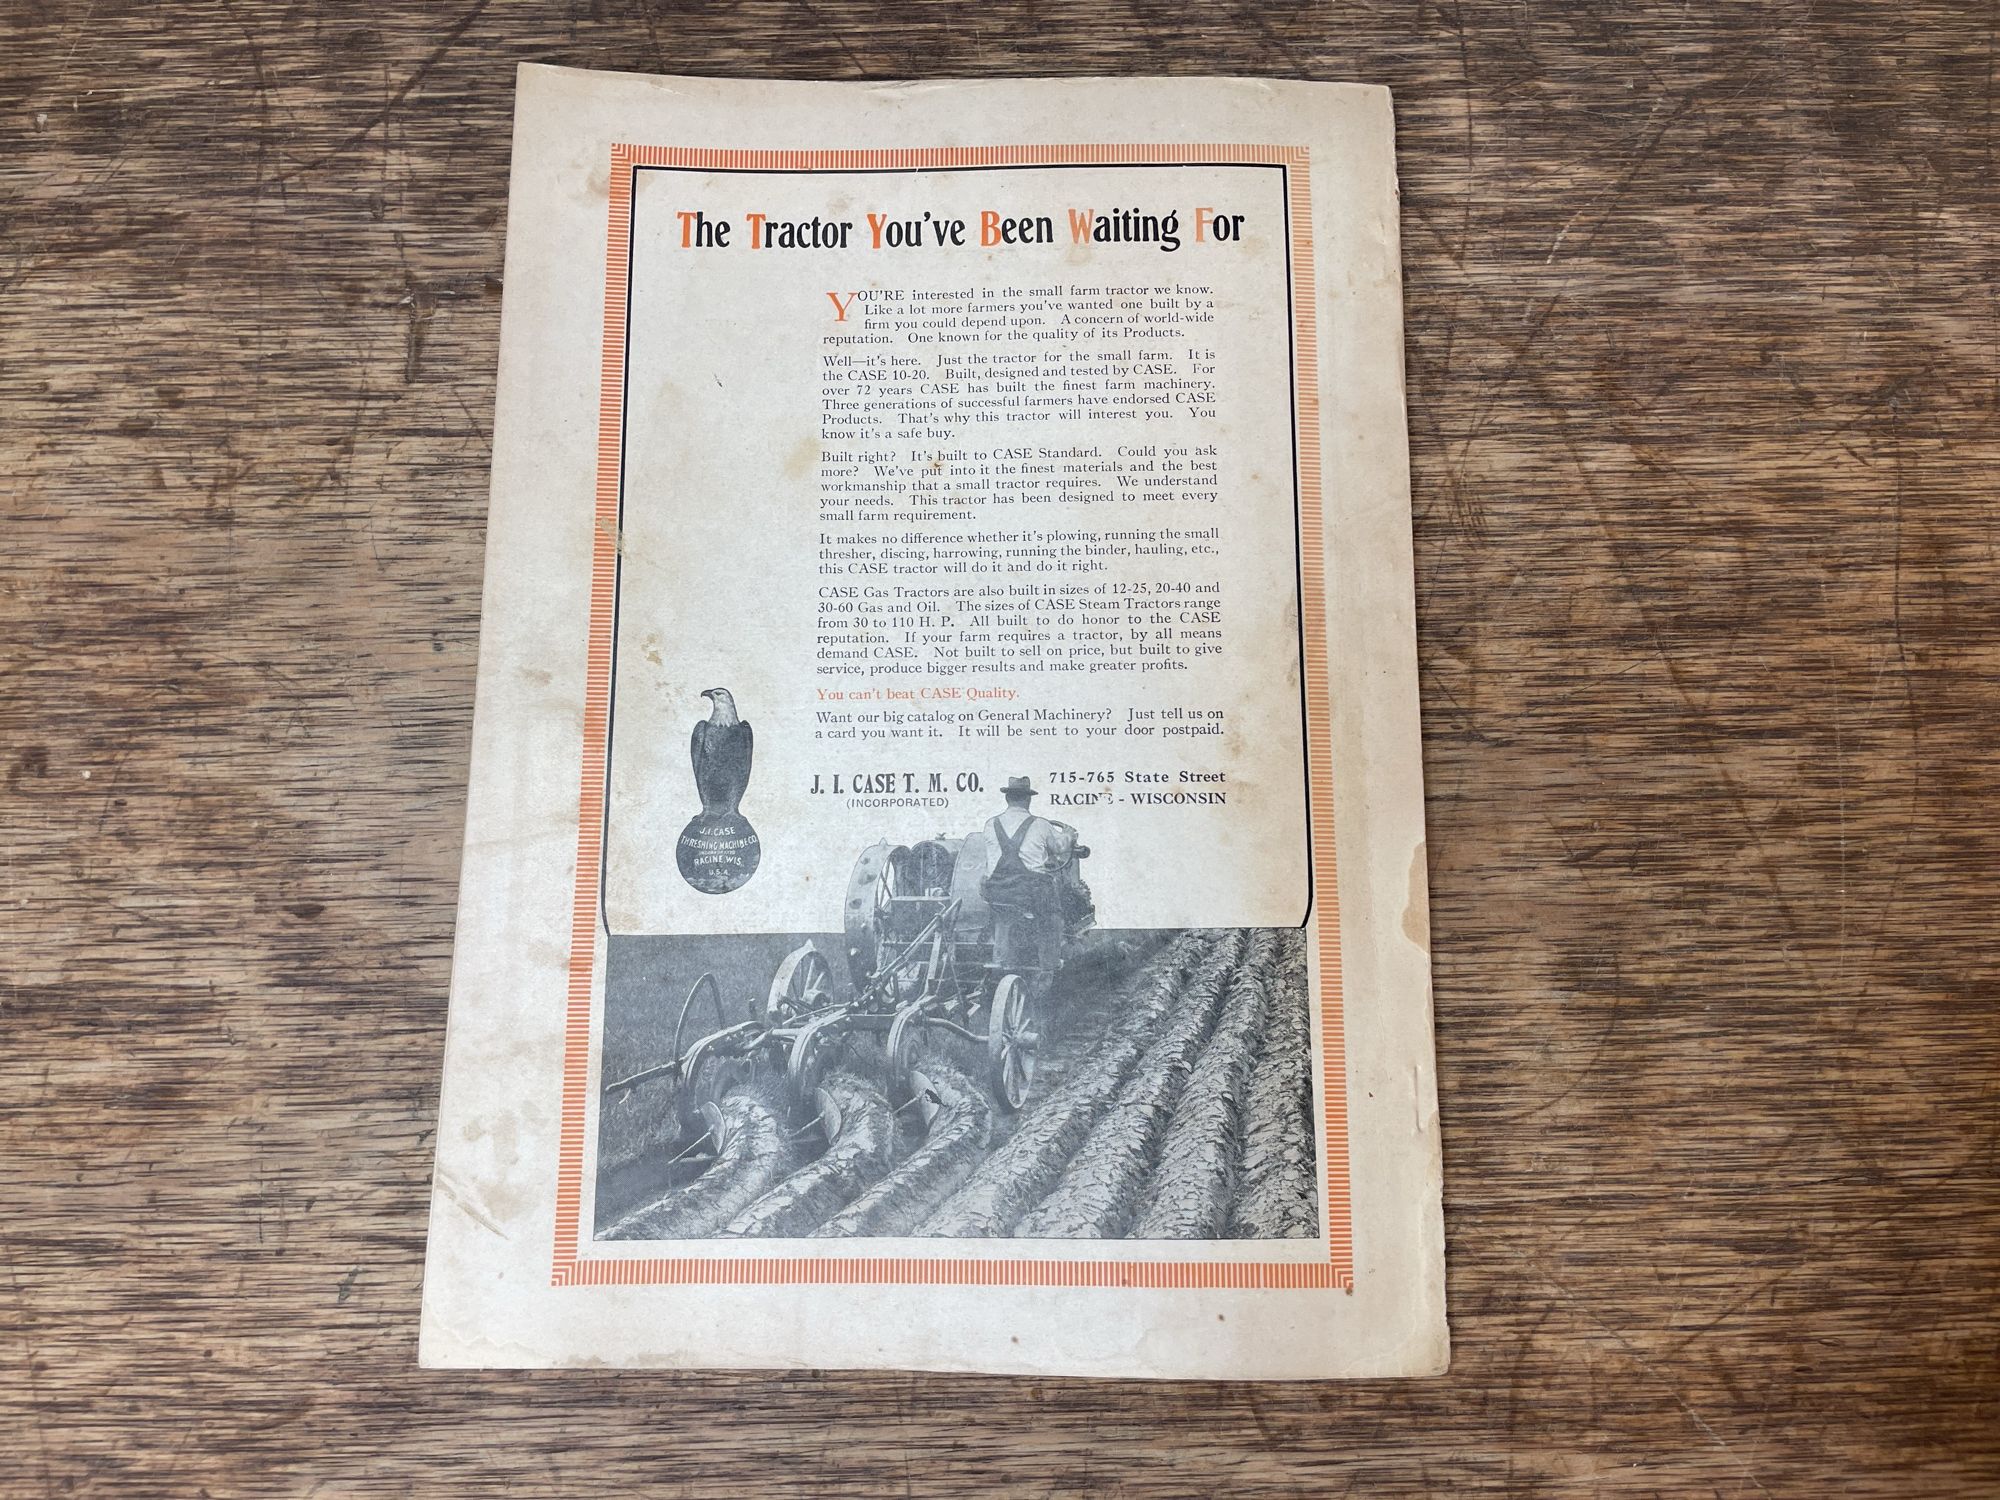 The Tractor You've Been Waiting For
YOU'RE interested in the small farm tractor we know.
Like a lot more farmers you've wanted one built by a
firm you could depend upon. A concern of world-wide
reputation. One known for the quality of its Products.
Well—it's here. Just the tractor for the small farm. It is
the CASE 10-20. Built, designed and tested by CASE. For
over 72 years CASE has built the finest farm machinery.
Three generations of successful farmers have endorsed CASE
Products. That's why this tractor will interest you. You
know it's a safe buy.
Built right? It's built to CASE Standard. Could you ask
more? We've put into it the finest materials and the best
workmanship that a small tractor requires. We understand
your needs. This tractor has been designed to meet every
small farm requirement.
It makes no difference whether it's plowing, running the small
thresher, discing, harrowing, running the binder, hauling, etc.,
this CASE tractor will do it and do it right.
CASE Gas Tractors are also built in sizes of 12-25, 20-40 and
30-60 Gas and Oil. The sizes of CASE Steam Tractors range
from 30 to 110 H. P. All built to do honor to the CASE
reputation. If your farm requires a tractor, by all means
demand CASE. Not built to sell on price, but built to give
service, produce bigger results and make greater profits.
You can't beat CASE Quality.
Want our big catalog on General Machinery? Just tell us on
a card you want it. It will be sent to your door postpaid.
J. I. CASE T. M. CO.
(INCORPORATED)
715-765 State Street
RACINE - WISCONSIN
J.I. CASE
THRESHING MACHINE CO.
INCORPORATED
RACINE, WIS.
U.S.A.